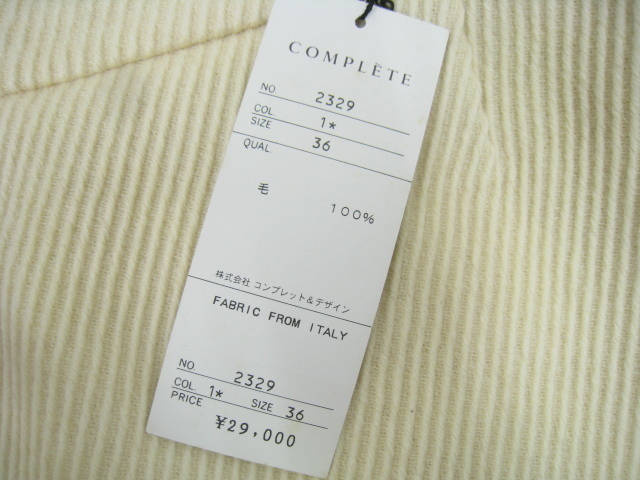 COMPLÈTE
NO. 2329
COL. 1*
SIZE 36
QUAL.
毛
100%
株式会社 コンプレット&デザイン
FABRIC FROM ITALY
NO. 2329
COL. 1* SIZE 36
PRICE
¥29,000